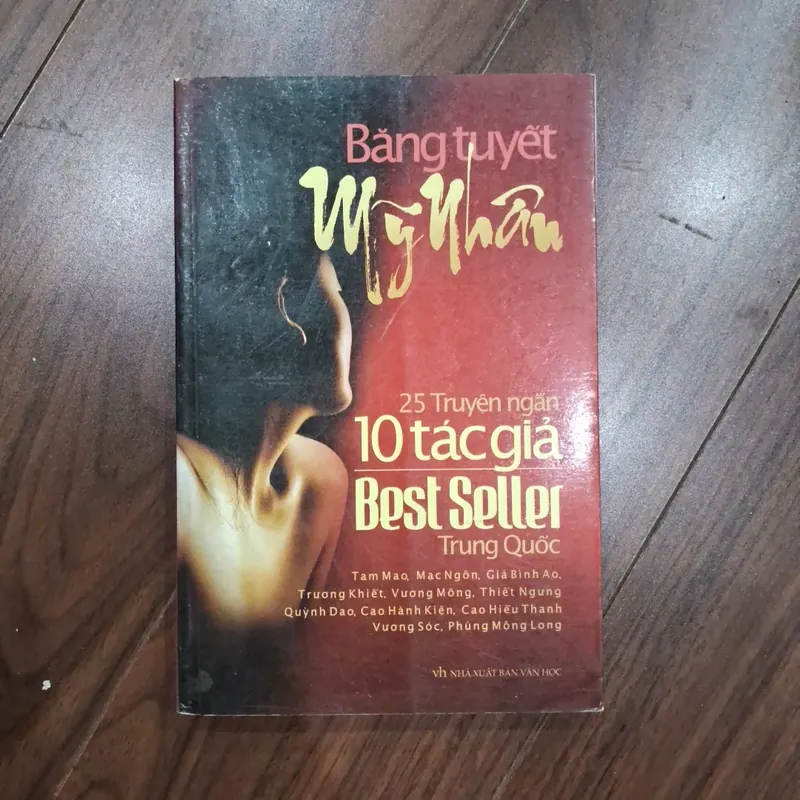 Băng tuyết
Mỹ Nhân
25 Truyện ngắn
10 tác giả
Best Seller
Trung Quốc
Tam Mao, Mạc Ngôn, Giả Bình Ao,
Trương Khiết, Vương Mông, Thiết Ngưng
Quỳnh Dao, Cao Hành Kiện, Cao Hiểu Thanh
Vương Sóc, Phùng Mộng Long
vh NHÀ XUẤT BẢN VĂN HỌC